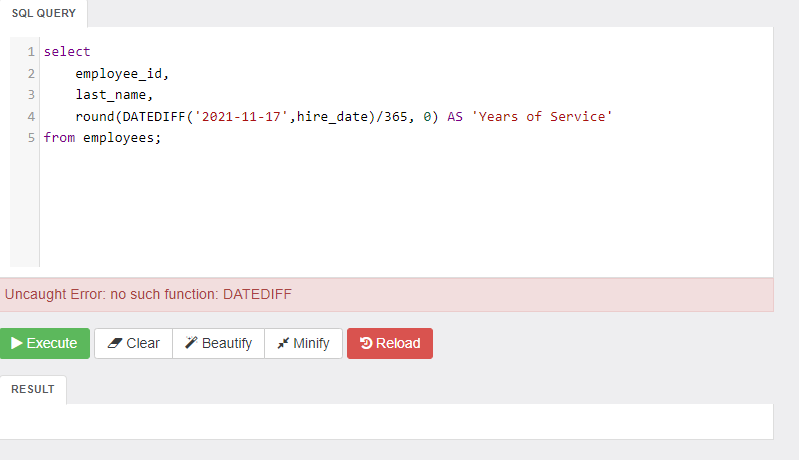 SQL QUERY
1 select
2 employee_id,
3 last_name,
4 round(DATEDIFF('2021-11-17',hire_date)/365, 0) AS 'Years of Service'
5 from employees;
Uncaught Error: no such function: DATEDIFF
Execute Clear Beautify Minify Reload
RESULT